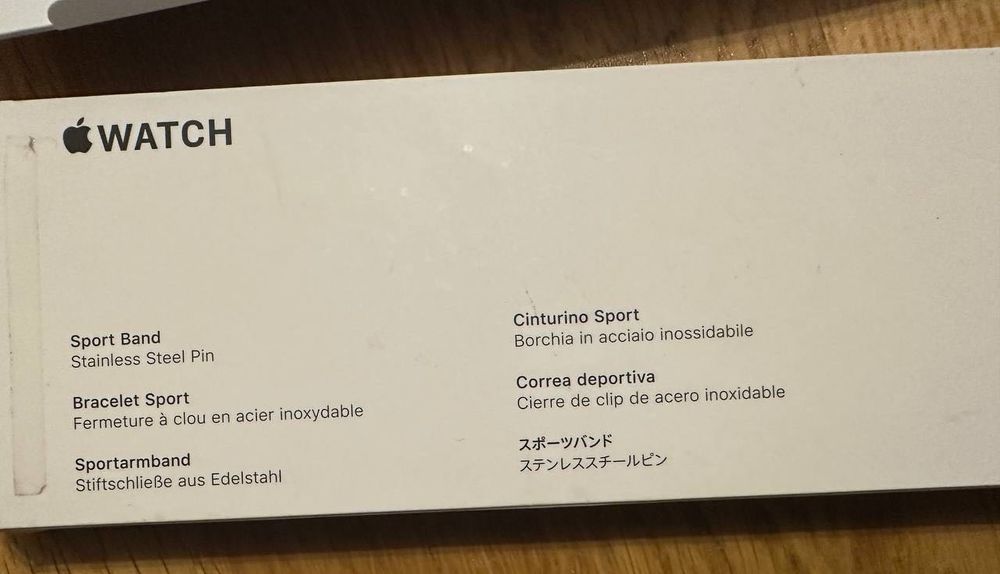 WATCH
Sport Band
Stainless Steel Pin
Bracelet Sport
Fermeture à clou en acier inoxydable
Sportarmband
Stiftschließe aus Edelstahl
Cinturino Sport
Borchia in acciaio inossidabile
Correa deportiva
Cierre de clip de acero inoxidable
スポーツバンド
ステンレススチールピン